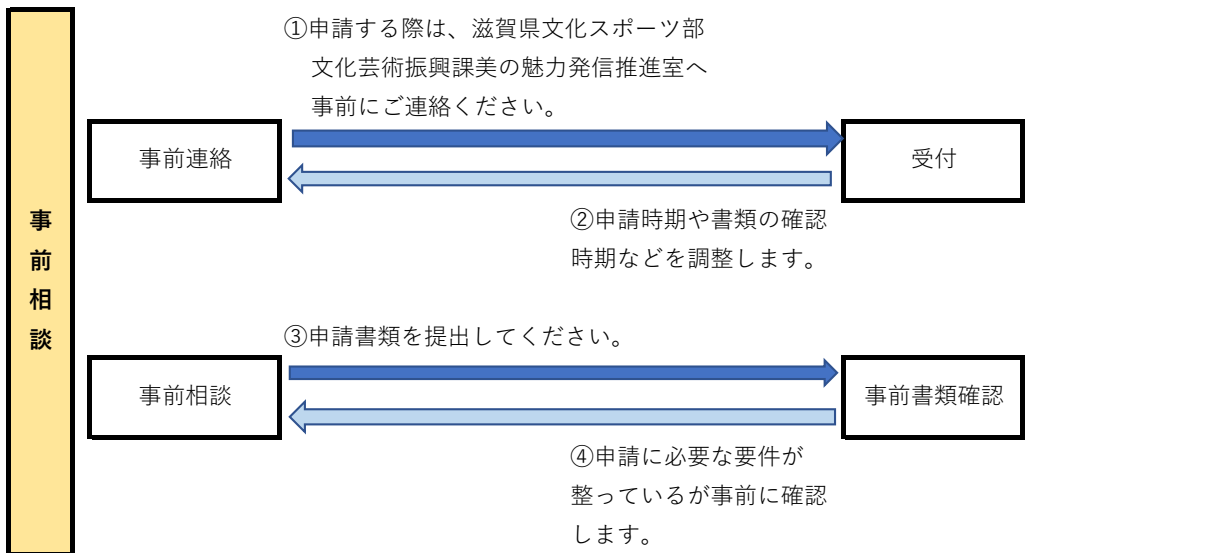 ①申請する際は、滋賀県文化スポーツ部
文化芸術振興課美の魅力発信推進室へ
事前にご連絡ください。
事前連絡
受付
②申請時期や書類の確認
時期などを調整します。
事前相談
③申請書類を提出してください。
事前相談
事前書類確認
④申請に必要な要件が
整っているが事前に確認
します。